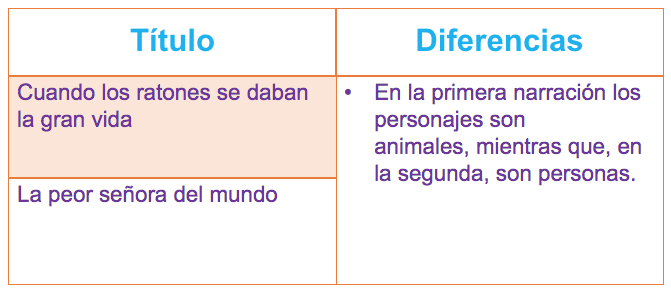 Título
Diferencias
Cuando los ratones se daban
la gran vida
La peor señora del mundo
• En la primera narración los
personajes son
animales, mientras que, en
la segunda, son personas.